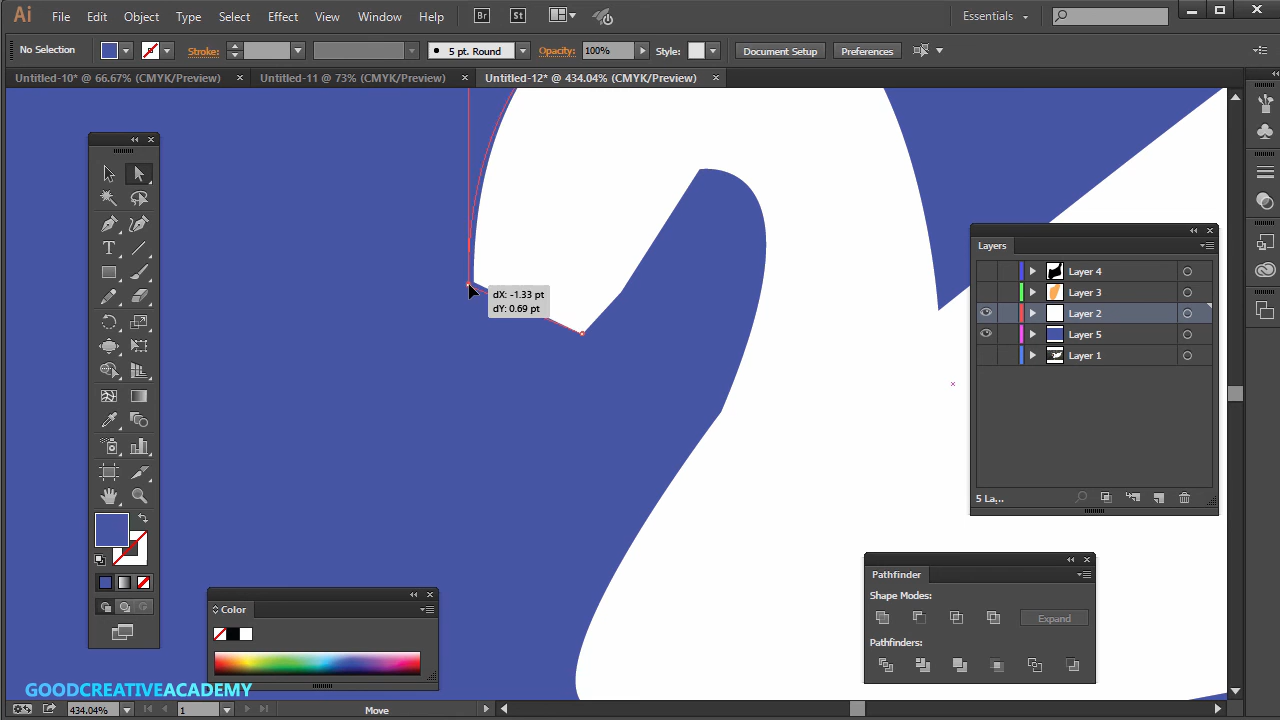 Ai File Edit Object Type Select Effect View Window Help Br St Essentials
No Selection Stroke: 5 pt. Round Opacity: 100% Style: Document Setup Preferences
Untitled-10* @ 66.67% (CMYK/Preview) Untitled-11 @ 73% (CMYK/Preview) Untitled-12* @ 434.04% (CMYK/Preview)
Layers
Layer 4
Layer 3
Layer 2
Layer 5
Layer 1
5 La...
dX: -1.33 pt
dY: 0.69 pt
Pathfinder
Shape Modes:
Expand
Pathfinders:
Color
GOODCREATIVEACADEMY
434.04% 1 Move